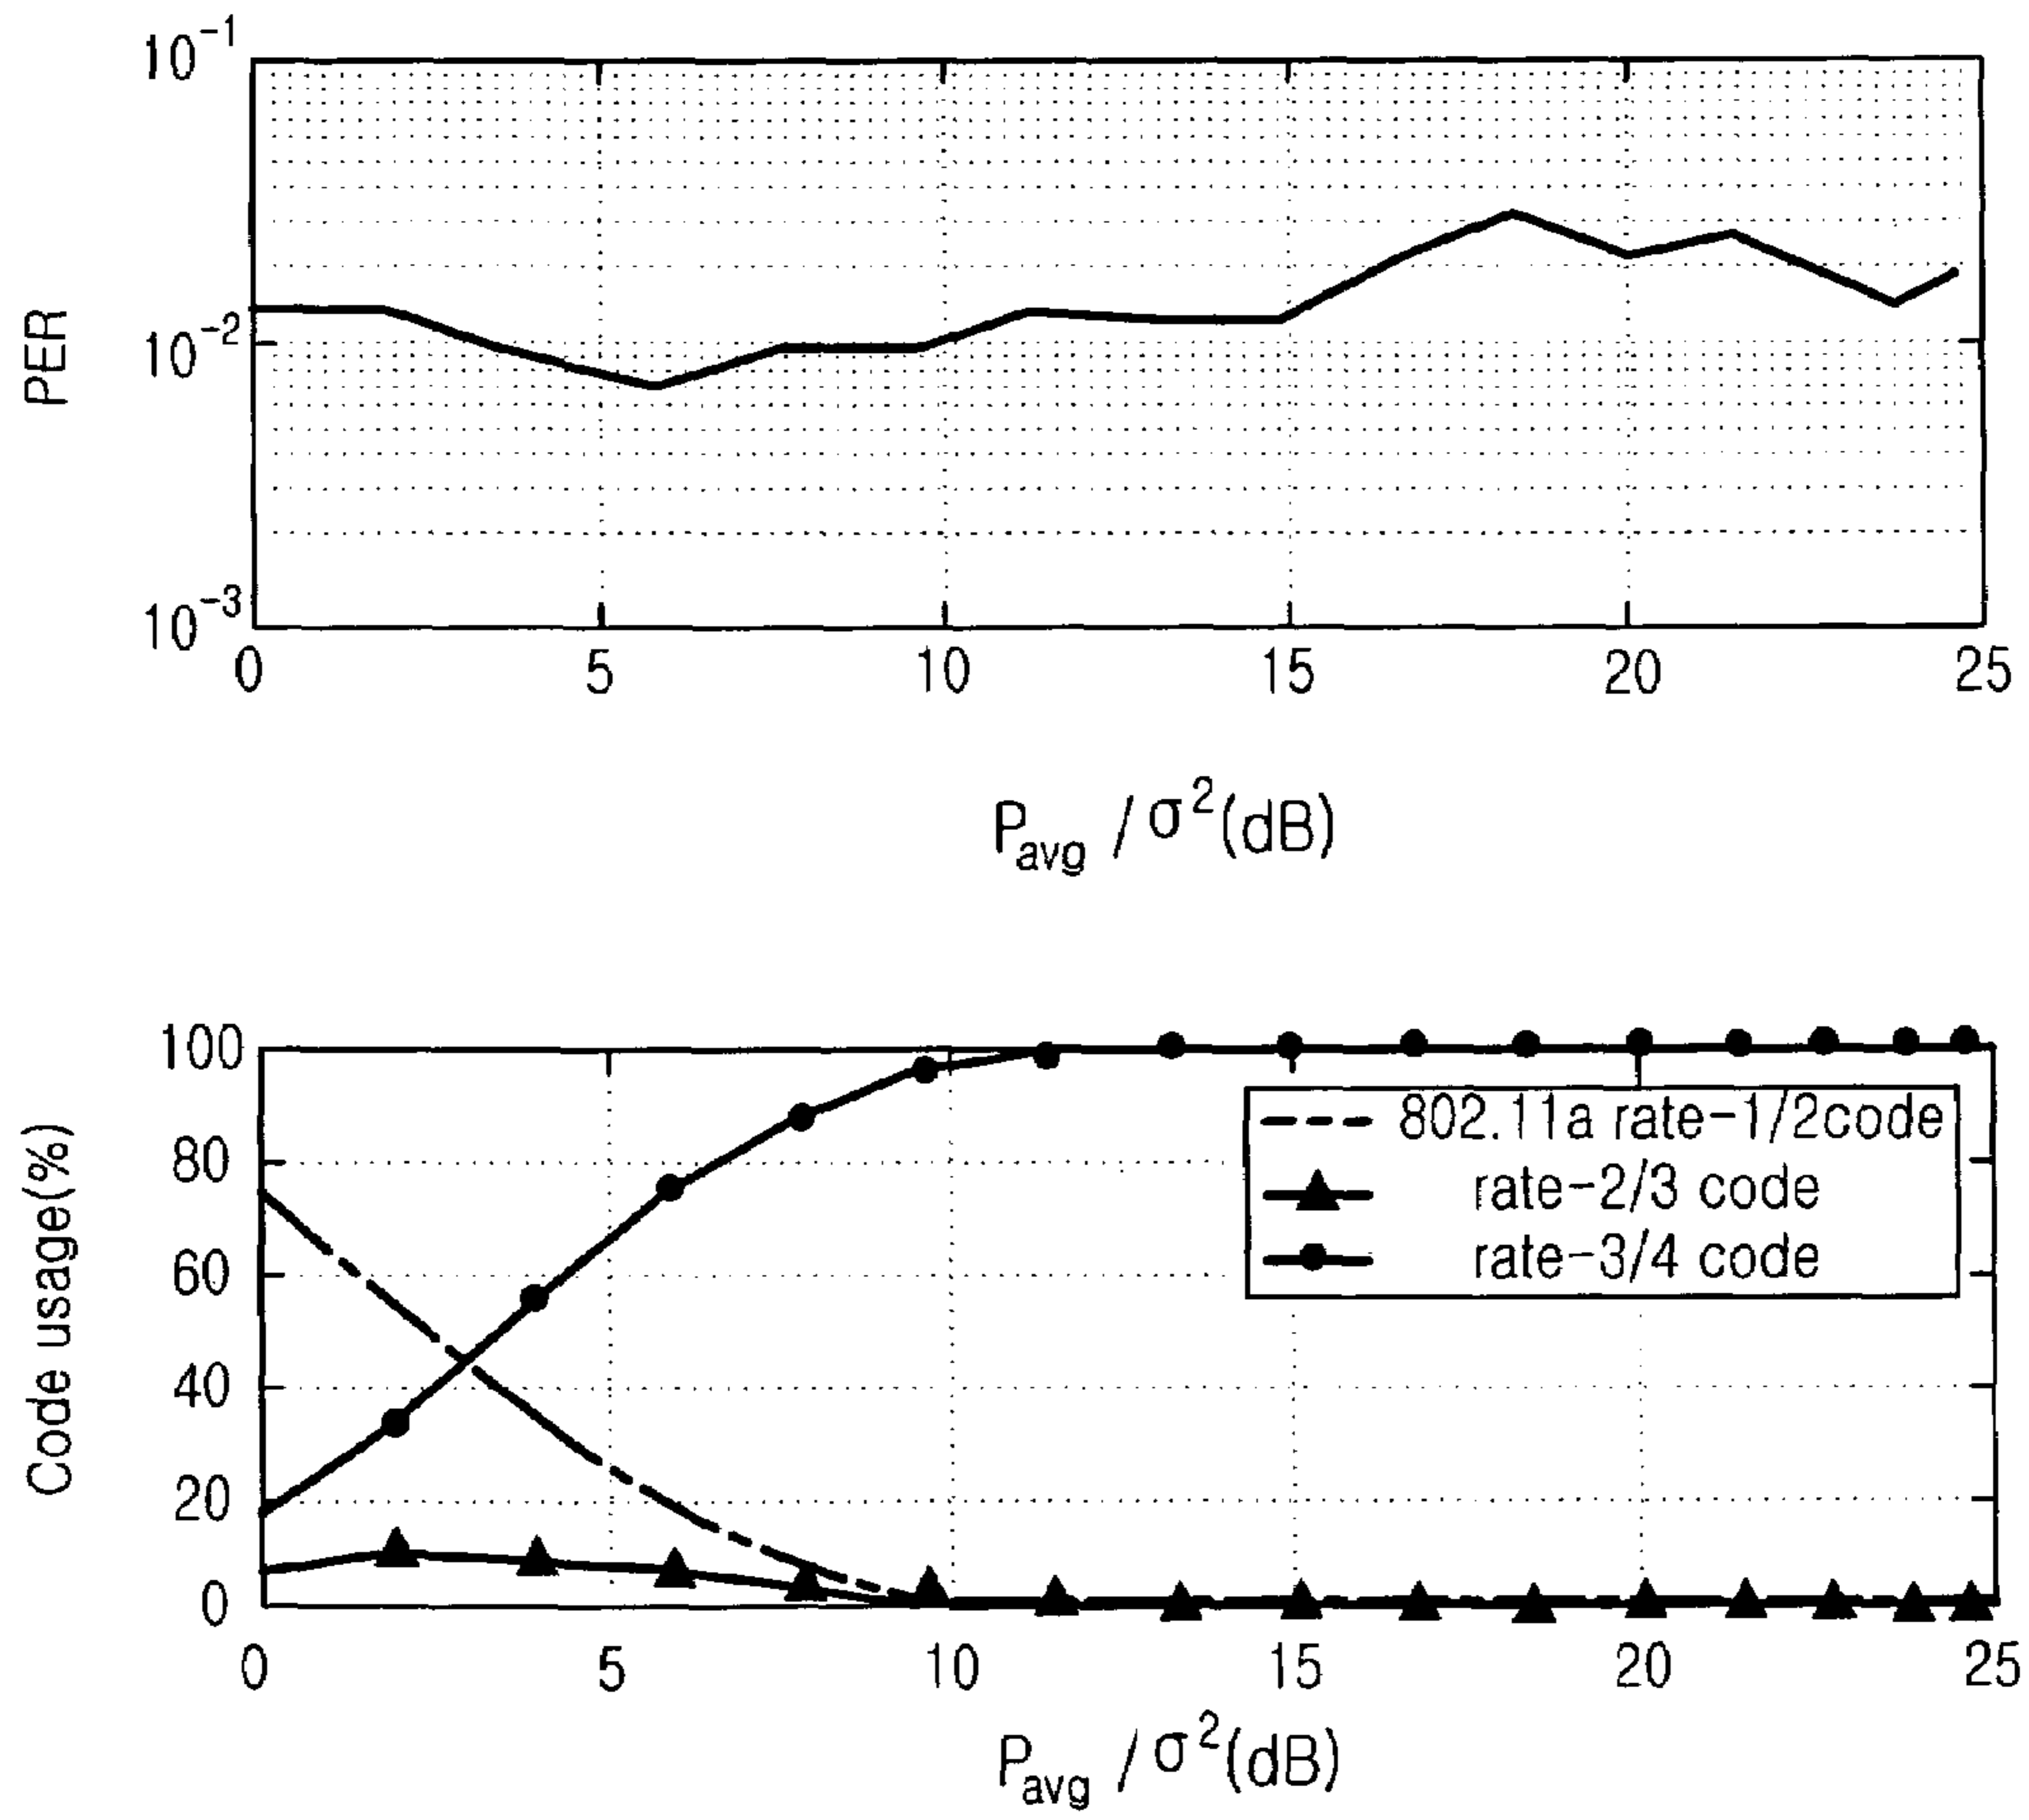 10^-1
10^-2
10^-3
PER
0 5 10 15 20 25
P_avg / σ^2(dB)
100
80
60
40
20
0
Code usage(%)
802.11a rate-1/2code
rate-2/3 code
rate-3/4 code
0 5 10 15 20 25
P_avg / σ^2(dB)